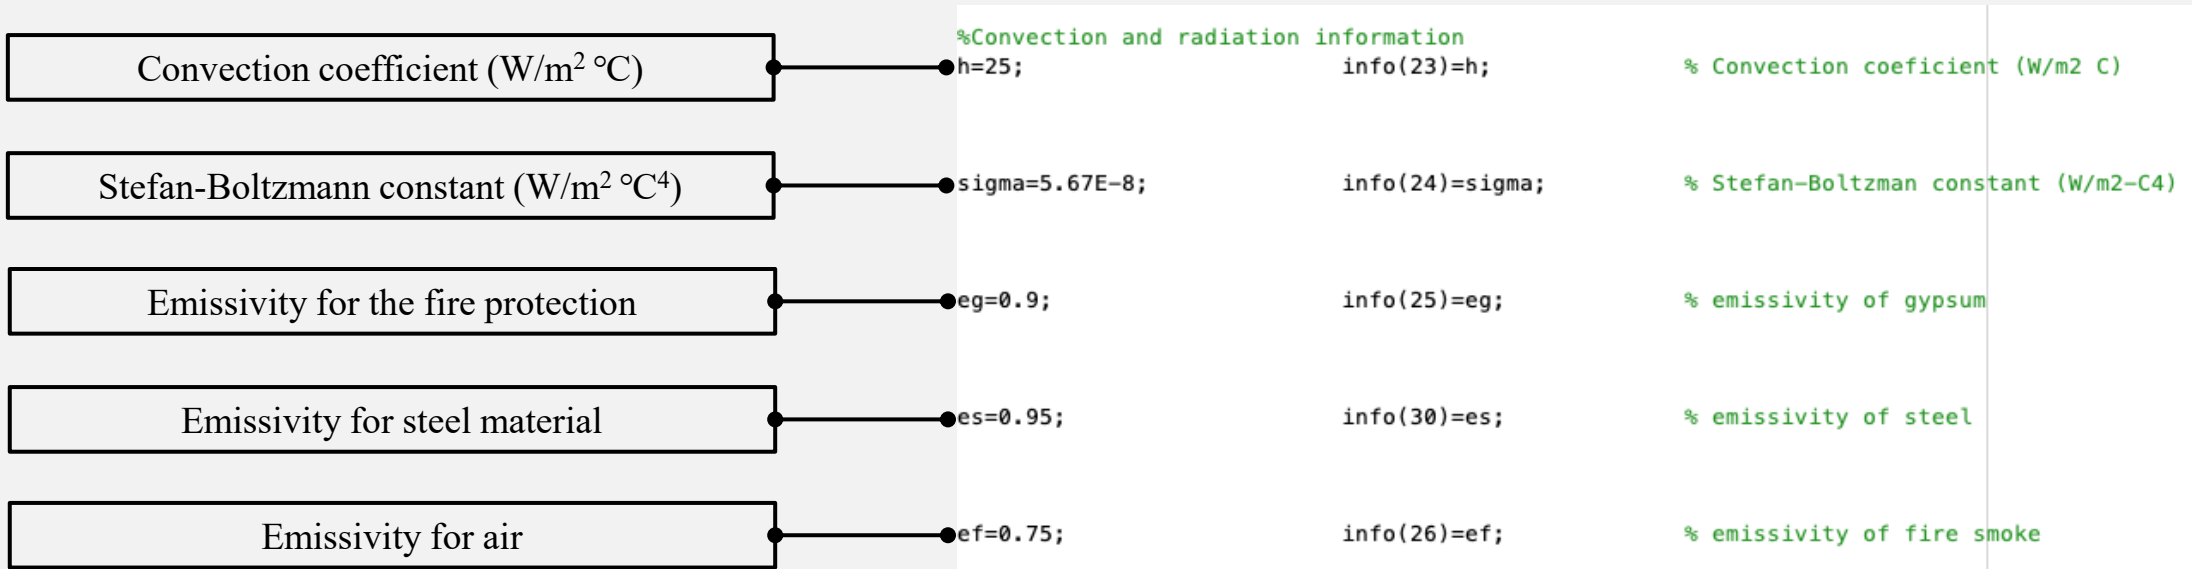 %Convection and radiation information
Convection coefficient (W/m² °C) h=25; info(23)=h; % Convection coeficient (W/m2 C)
Stefan-Boltzmann constant (W/m² °C⁴) sigma=5.67E-8; info(24)=sigma; % Stefan-Boltzman constant (W/m2-C4)
Emissivity for the fire protection eg=0.9; info(25)=eg; % emissivity of gypsum
Emissivity for steel material es=0.95; info(30)=es; % emissivity of steel
Emissivity for air ef=0.75; info(26)=ef; % emissivity of fire smoke